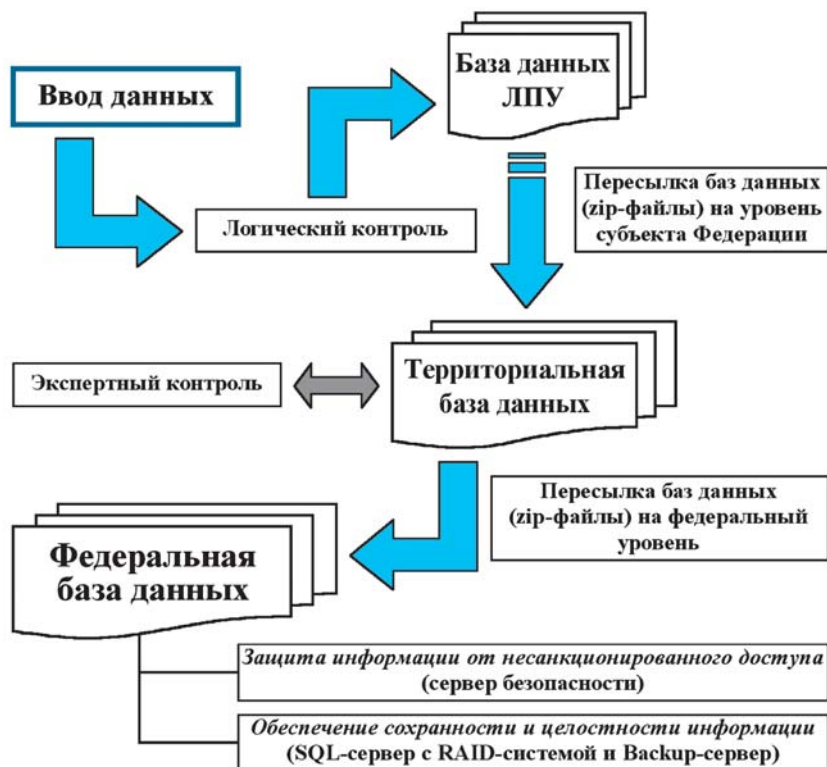 Ввод данных
База данных
ЛПУ
Логический контроль
Пересылка баз данных
(zip-файлы) на уровень
субъекта Федерации
Экспертный контроль
Территориальная
база данных
Пересылка баз данных
(zip-файлы) на федеральный
уровень
Федеральная
база данных
Защита информации от несанкционированного доступа
(сервер безопасности)
Обеспечение сохранности и целостности информации
(SQL-сервер с RAID-системой и Backup-сервер)